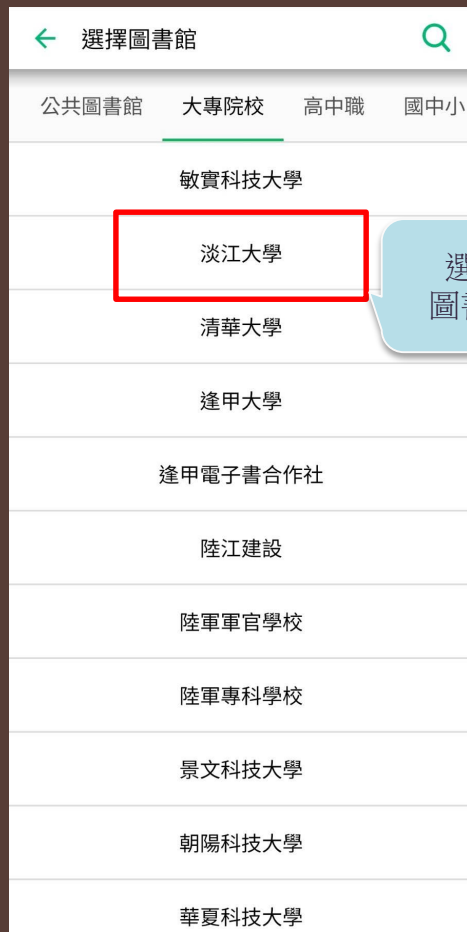 選擇圖書館
公共圖書館 大專院校 高中職 國中小
敏實科技大學
淡江大學
清華大學
逢甲大學
逢甲電子書合作社
陸江建設
陸軍軍官學校
陸軍專科學校
景文科技大學
朝陽科技大學
華夏科技大學
選
圖